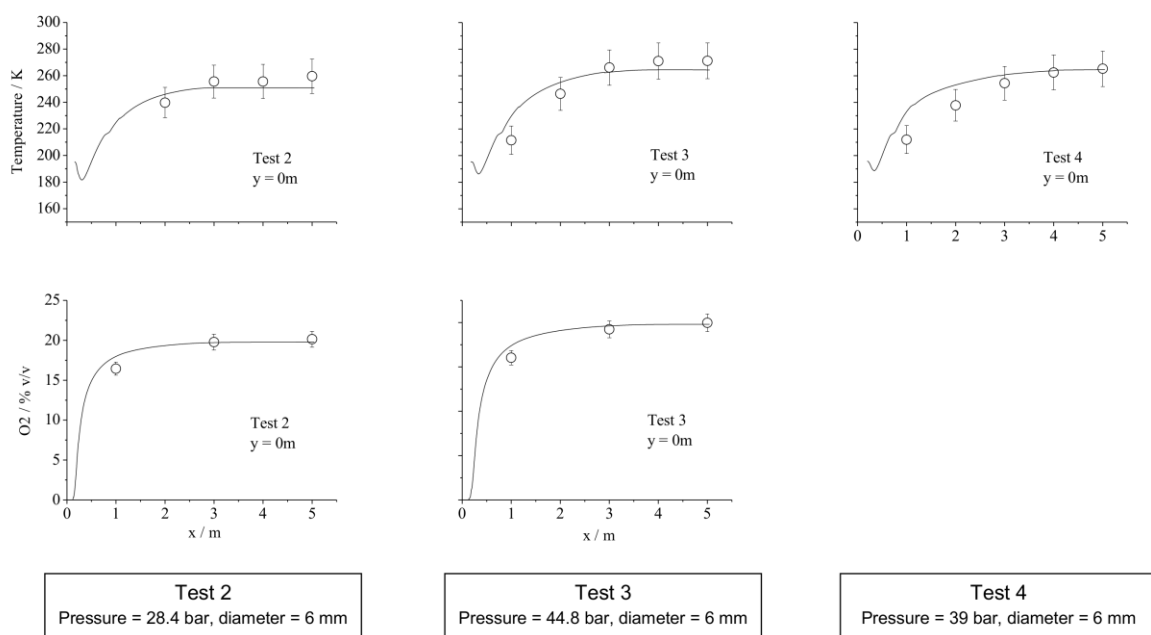 Temperature / K
300
280
260
240
220
200
180
160
Test 2
y = 0m
Test 3
y = 0m
Test 4
y = 0m
0 1 2 3 4 5
O2 / % v/v
25
20
15
10
5
0
Test 2
y = 0m
Test 3
y = 0m
0 1 2 3 4 5
x / m
0 1 2 3 4 5
x / m
Test 2
Pressure = 28.4 bar, diameter = 6 mm
Test 3
Pressure = 44.8 bar, diameter = 6 mm
Test 4
Pressure = 39 bar, diameter = 6 mm